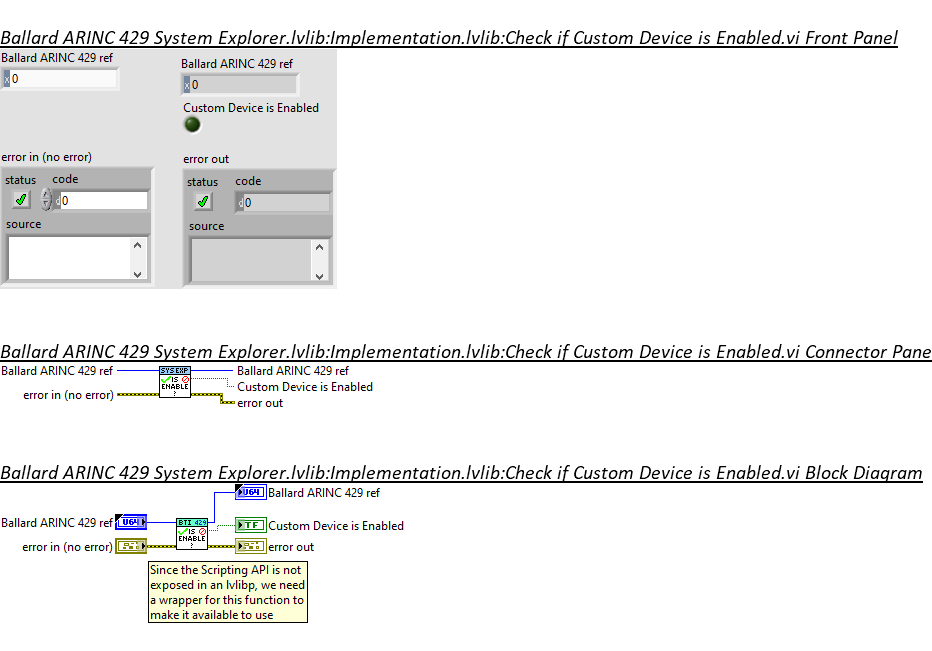 Ballard ARINC 429 System Explorer.lvlib:Implementation.lvlib:Check if Custom Device is Enabled.vi Front Panel
Ballard ARINC 429 ref
Ballard ARINC 429 ref
x 0
x 0
Custom Device is Enabled
error in (no error)
error out
status code
status code
d 0
d 0
source
source
Ballard ARINC 429 System Explorer.lvlib:Implementation.lvlib:Check if Custom Device is Enabled.vi Connector Pane
Ballard ARINC 429 ref
SYS EXP
IS
ENABLE
?
Ballard ARINC 429 ref
Custom Device is Enabled
error in (no error)
error out
Ballard ARINC 429 System Explorer.lvlib:Implementation.lvlib:Check if Custom Device is Enabled.vi Block Diagram
U64
Ballard ARINC 429 ref
Ballard ARINC 429 ref
U64
BTI 429
IS
ENABLE
?
TF
Custom Device is Enabled
error in (no error)
error out
Since the Scripting API is not
exposed in an lvlibp, we need
a wrapper for this function to
make it available to use